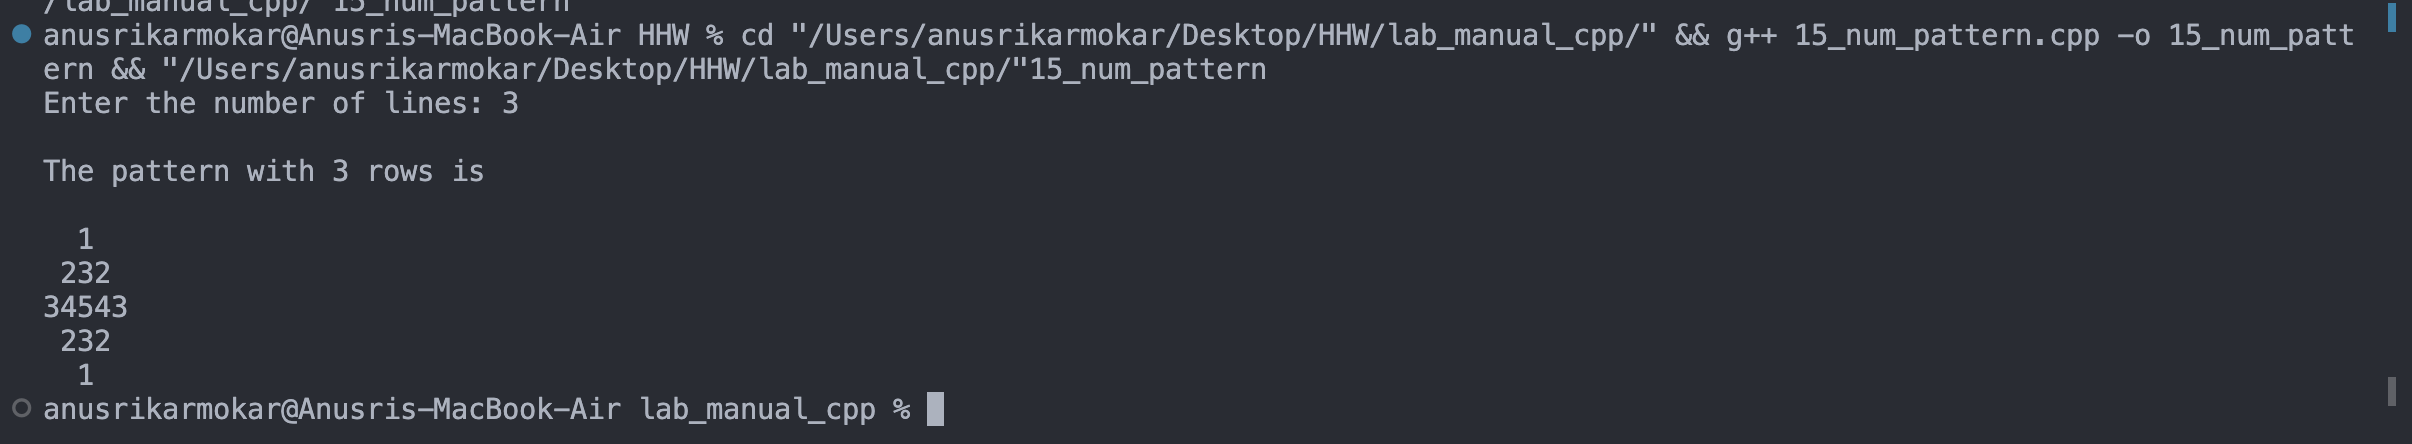 /lab_manual_cpp/"15_num_pattern
anusrikarmokar@Anusris-MacBook-Air HHW % cd "/Users/anusrikarmokar/Desktop/HHW/lab_manual_cpp/" && g++ 15_num_pattern.cpp -o 15_num_patt
ern && "/Users/anusrikarmokar/Desktop/HHW/lab_manual_cpp/"15_num_pattern
Enter the number of lines: 3
The pattern with 3 rows is
  1
 232
34543
 232
  1
anusrikarmokar@Anusris-MacBook-Air lab_manual_cpp %